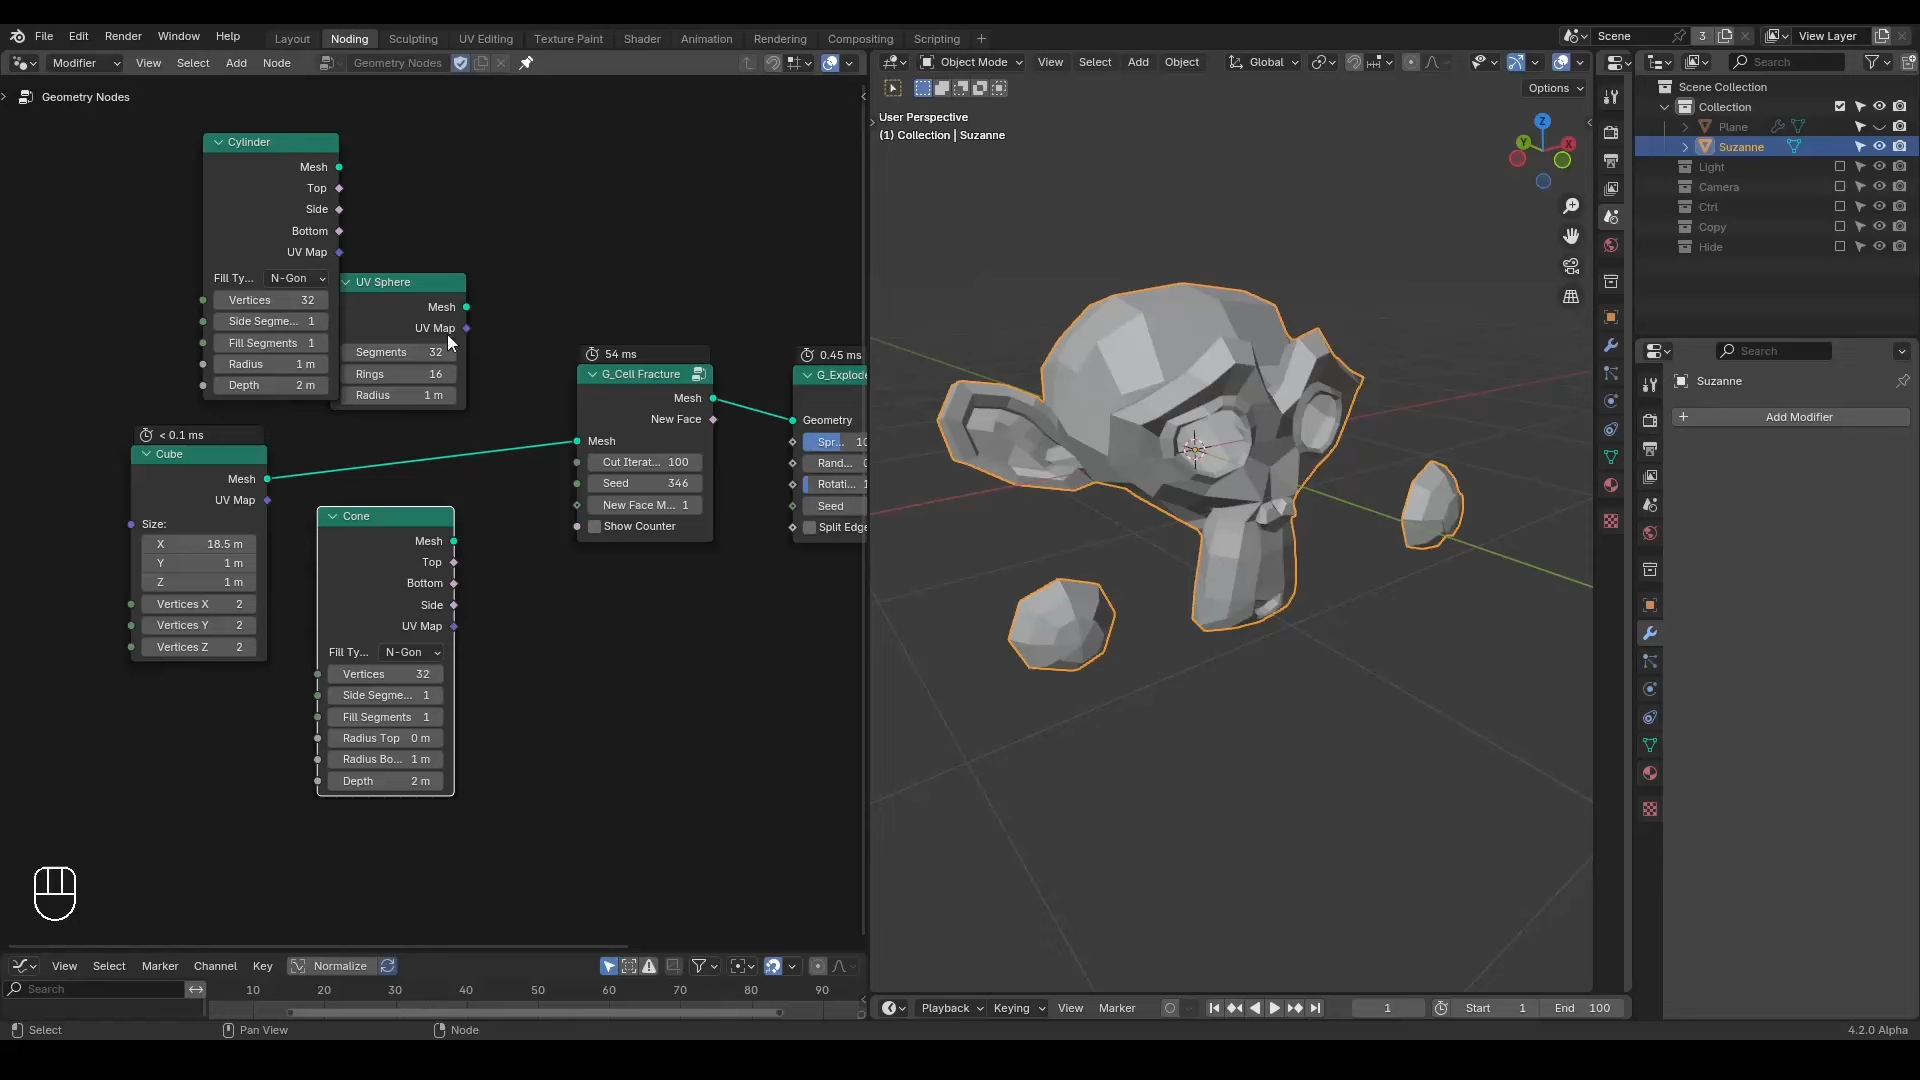 File Edit Render Window Help Layout Noding Sculpting UV Editing Texture Paint Shader Animation Rendering Compositing Scripting Scene 3 View Layer
Modifier View Select Add Node Geometry Nodes
Object Mode View Select Add Object Global
Search
Options
Geometry Nodes
User Perspective
(1) Collection | Suzanne
Z
Y
X
Scene Collection
Collection
Plane
Suzanne
Light
Camera
Ctrl
Copy
Hide
Search
Suzanne
Add Modifier
Cylinder
Mesh
Top
Side
Bottom
UV Map
Fill Ty... N-Gon
Vertices 32
Side Segme... 1
Fill Segments 1
Radius 1 m
Depth 2 m
UV Sphere
Mesh
UV Map
Segments 32
Rings 16
Radius 1 m
< 0.1 ms
Cube
Mesh
UV Map
Size:
X 18.5 m
Y 1 m
Z 1 m
Vertices X 2
Vertices Y 2
Vertices Z 2
Cone
Mesh
Top
Bottom
Side
UV Map
Fill Ty... N-Gon
Vertices 32
Side Segme... 1
Fill Segments 1
Radius Top 0 m
Radius Bo... 1 m
Depth 2 m
54 ms
G_Cell Fracture
Mesh
New Face
Mesh
Cut Iterat... 100
Seed 346
New Face M... 1
Show Counter
0.45 ms
G_Explode
Geometry
Spr... 10
Rand...
Rotati...
Seed
Split Edge
View Select Marker Channel Key Normalize
Search
10 20 30 40 50 60 70 80 90
Playback Keying View Marker 1 Start 1 End 100
Select Pan View Node 4.2.0 Alpha